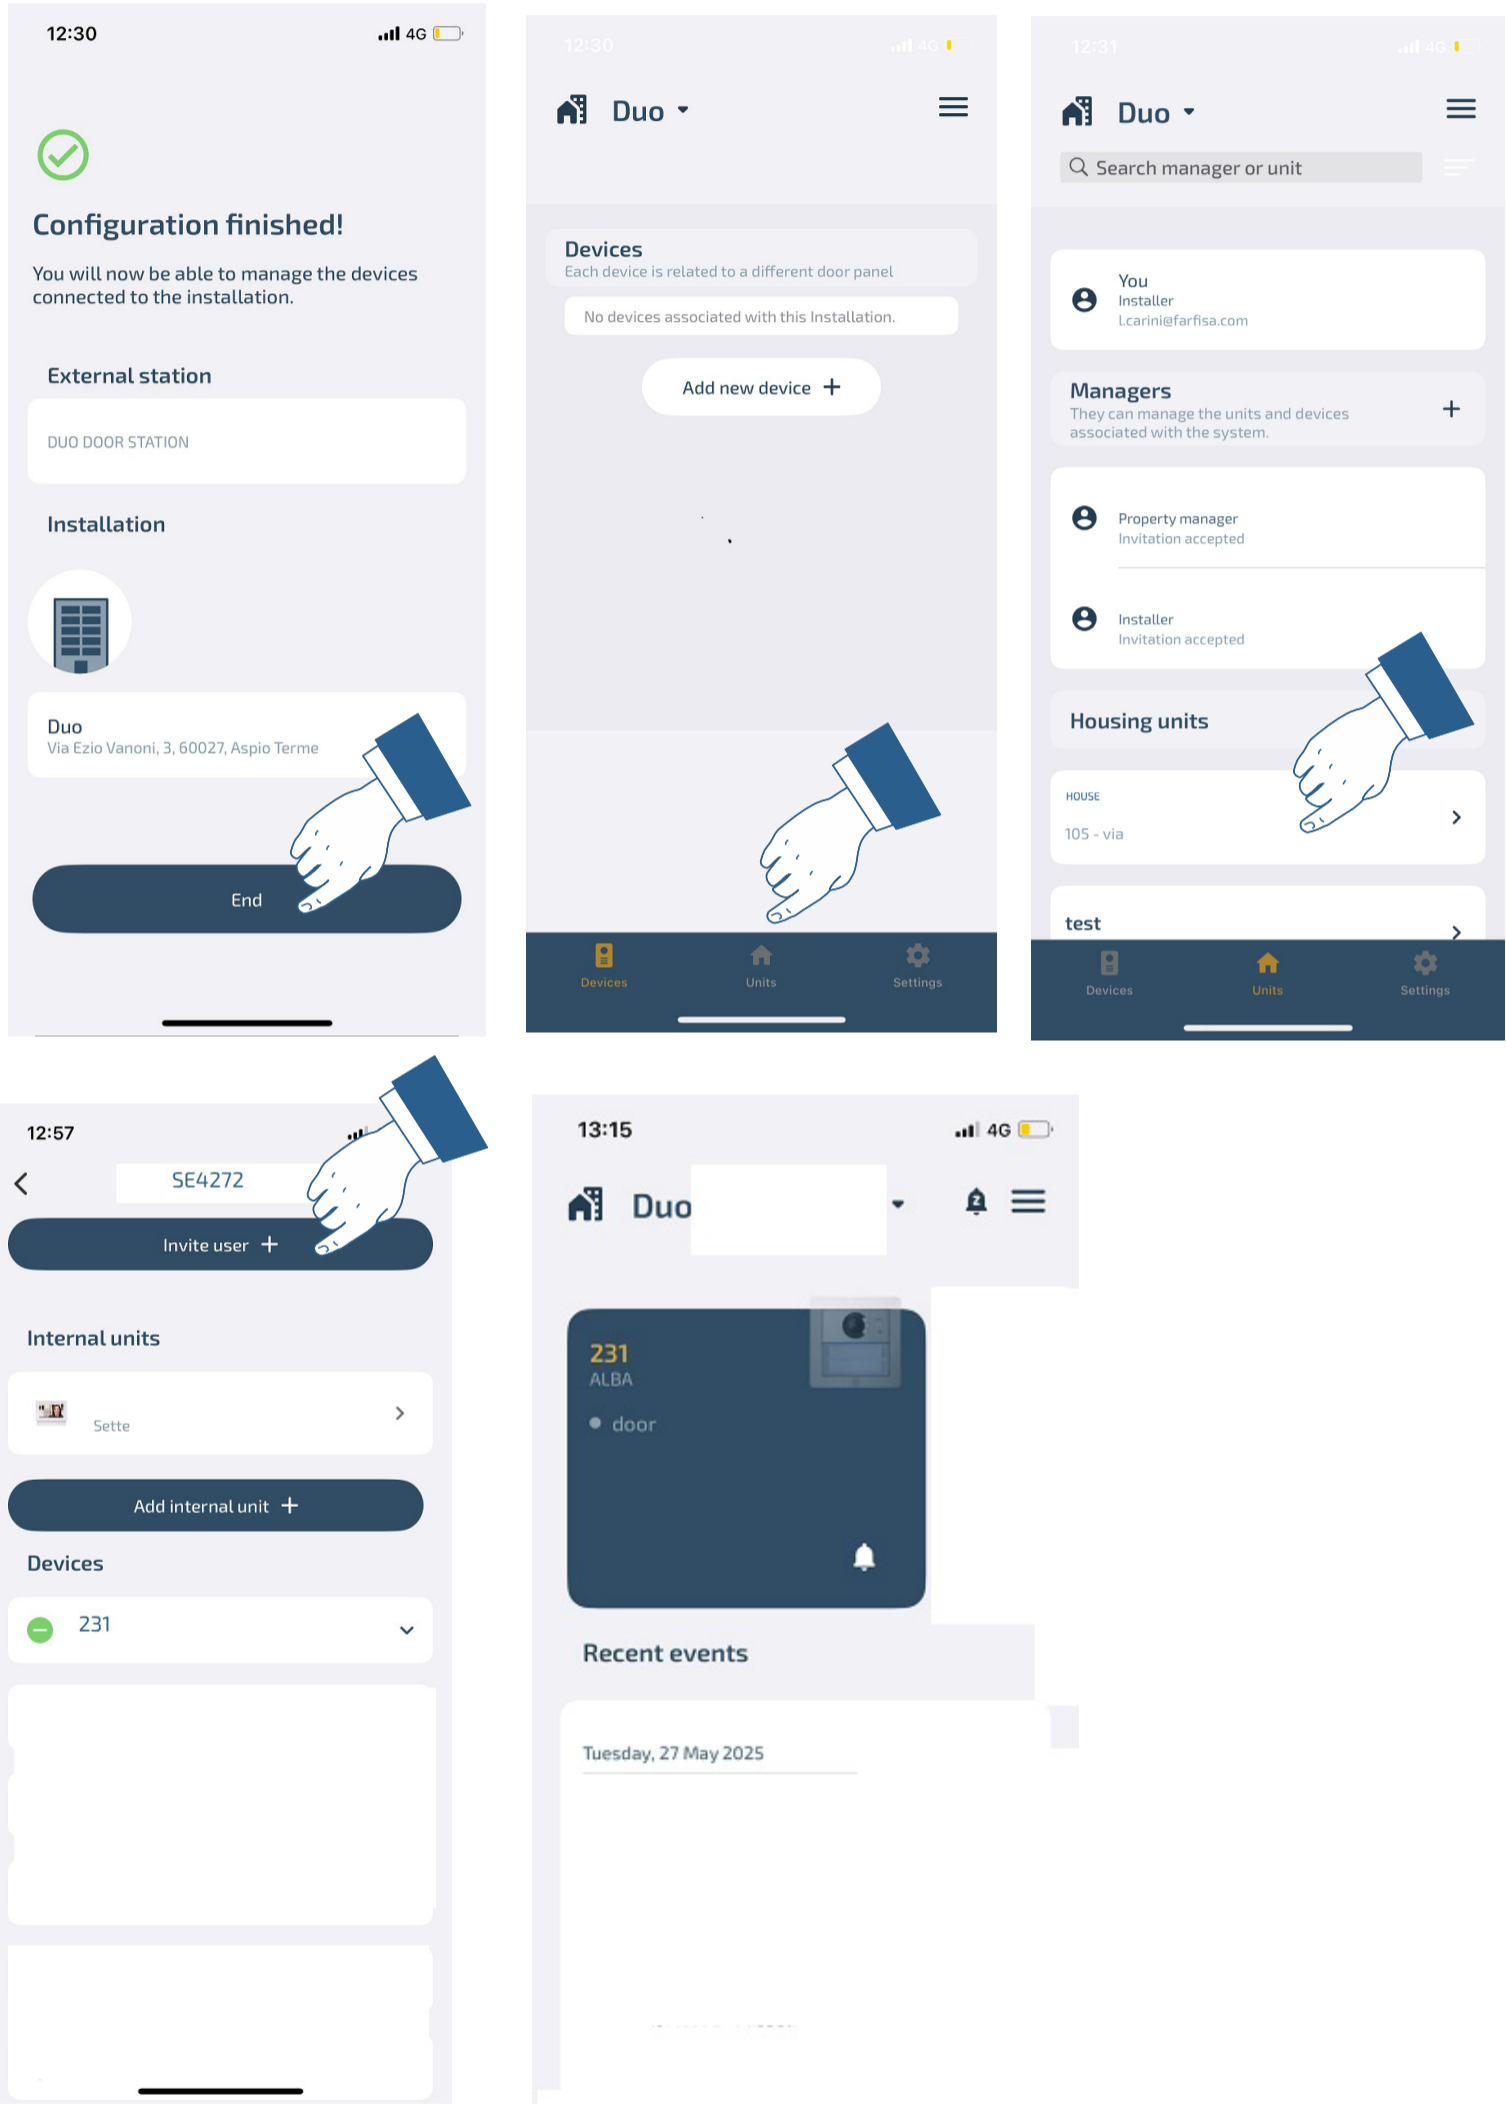 12:30
4G
Configuration finished!
You will now be able to manage the devices
connected to the installation.
External station
DUO DOOR STATION
Installation
Duo
Via Ezio Vanoni, 3, 60027, Aspio Terme
End
12:30
4G
Duo
Devices
Each device is related to a different door panel
No devices associated with this Installation.
Add new device +
Devices
Units
Settings
12:31
4G
Duo
Search manager or unit
You
Installer
l.carini@farfisa.com
Managers
They can manage the units and devices
associated with the system.
+
Property manager
Invitation accepted
Installer
Invitation accepted
Housing units
HOUSE
105 - via
test
Devices
Units
Settings
12:57
SE4272
Invite user +
Internal units
Sette
Add internal unit +
Devices
231
13:15
4G
Duo
231
ALBA
door
Recent events
Tuesday, 27 May 2025